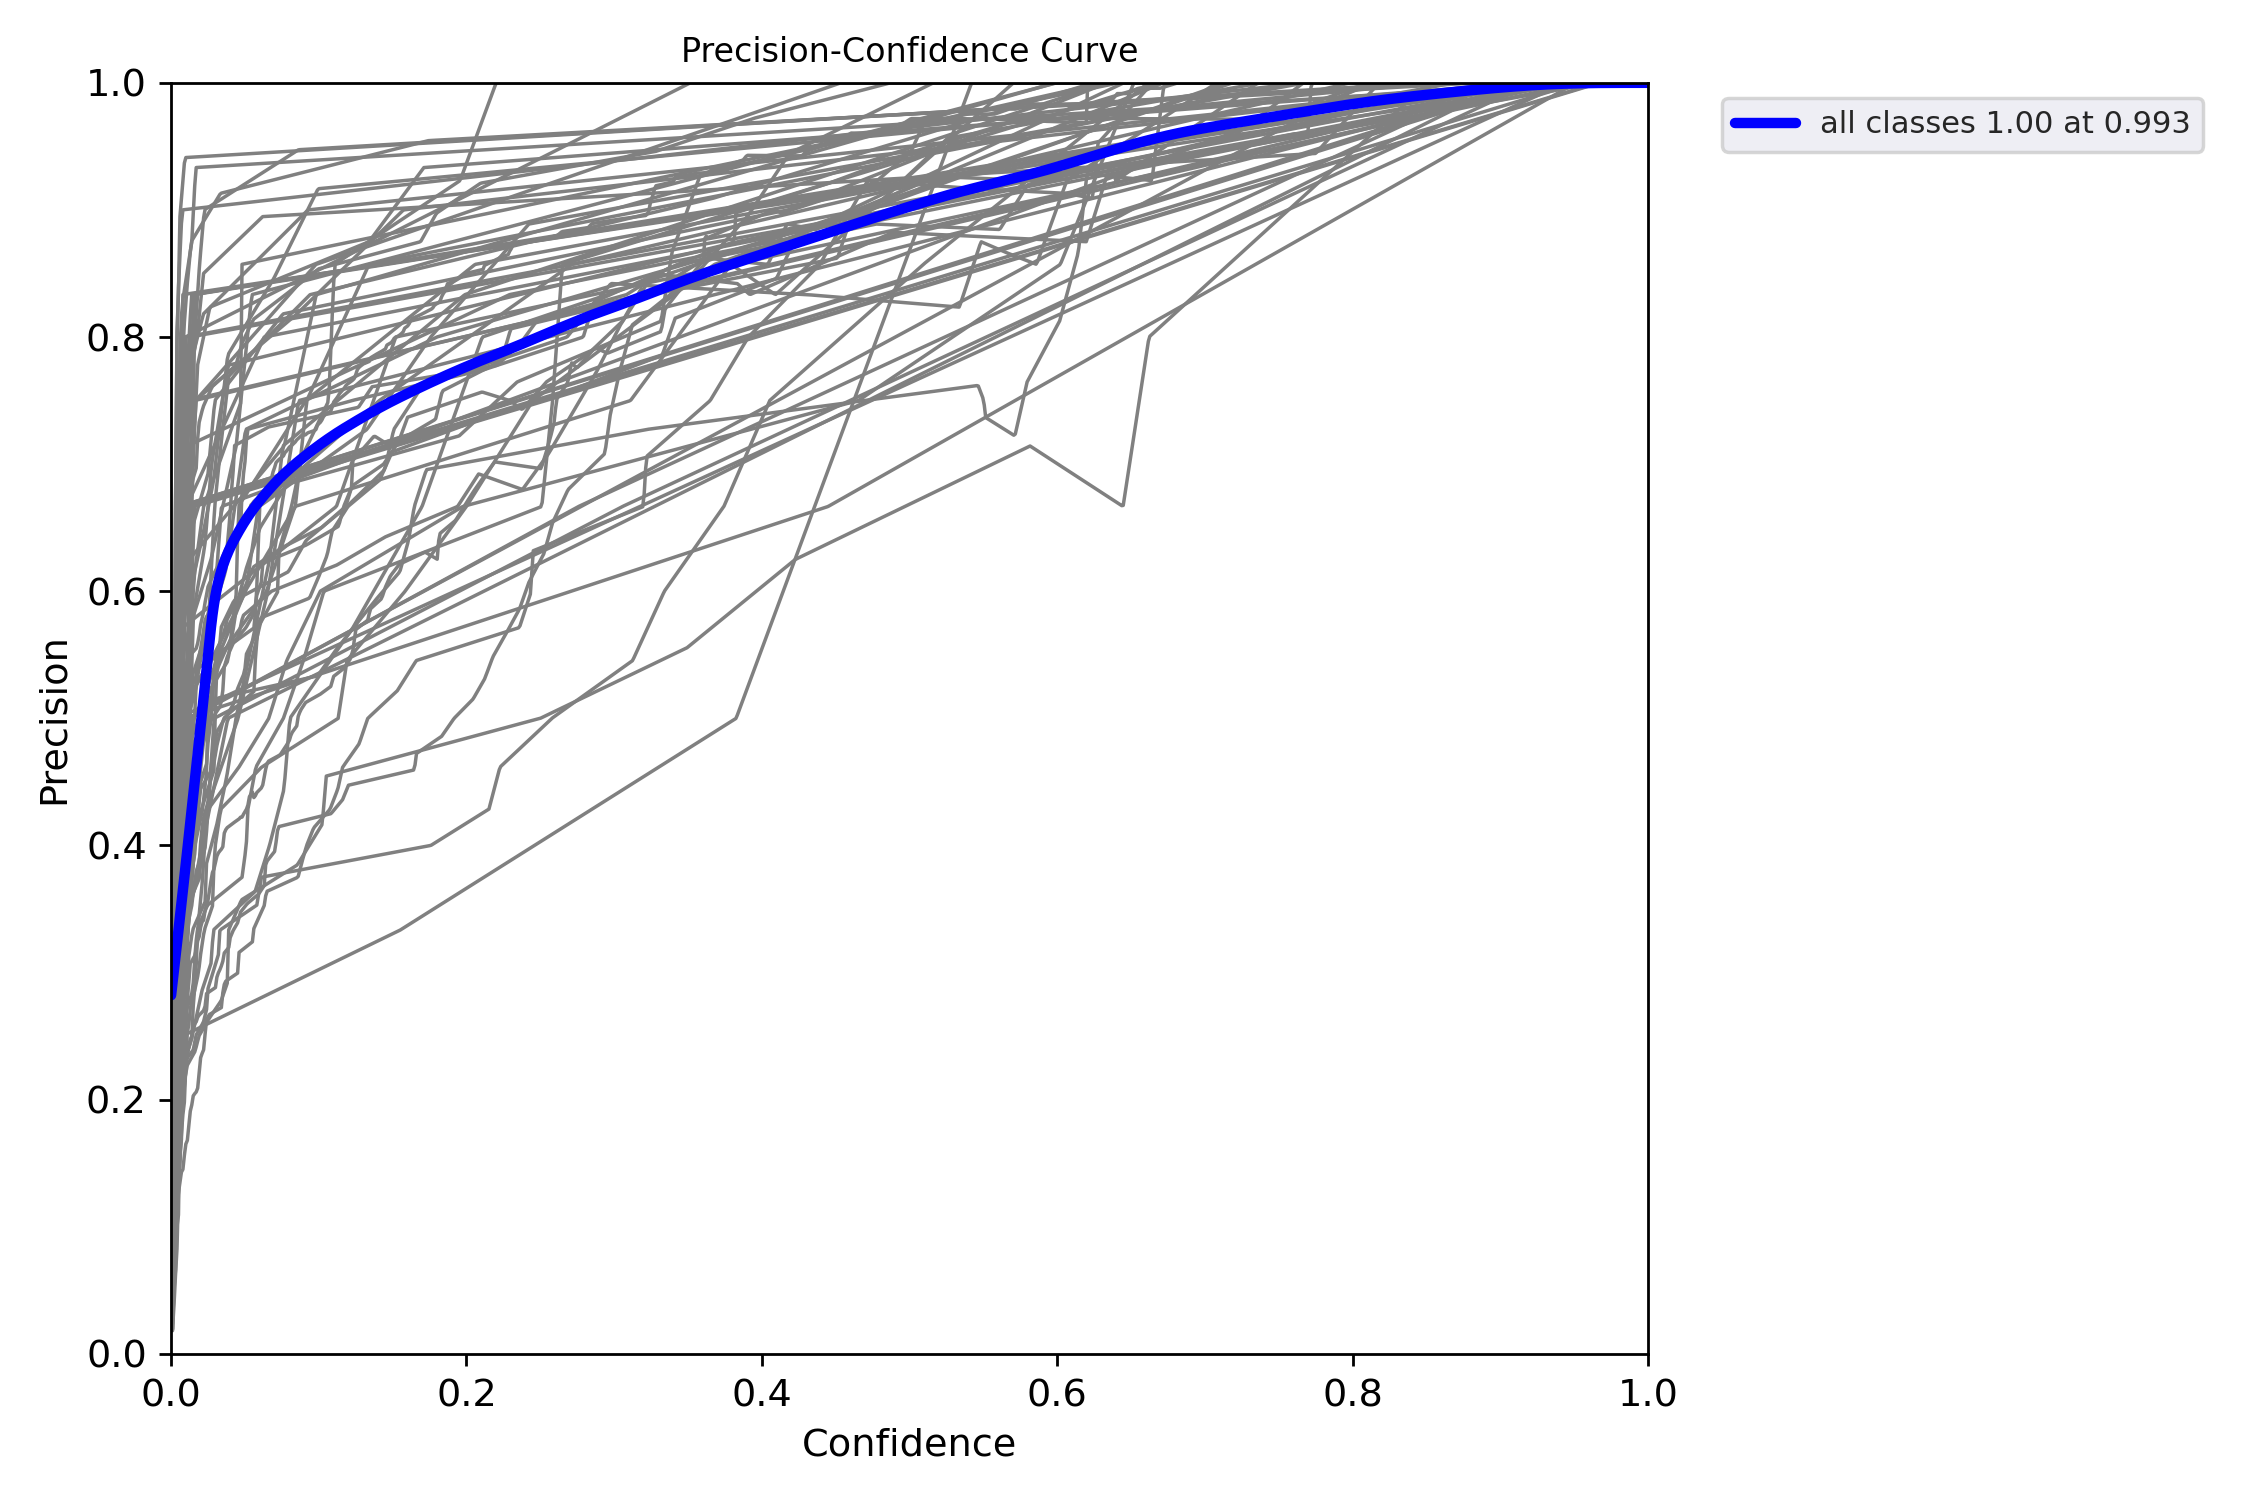 Precision-Confidence Curve
all classes 1.00 at 0.993
Precision
1.0
0.8
0.6
0.4
0.2
0.0
0.0 0.2 0.4 0.6 0.8 1.0
Confidence